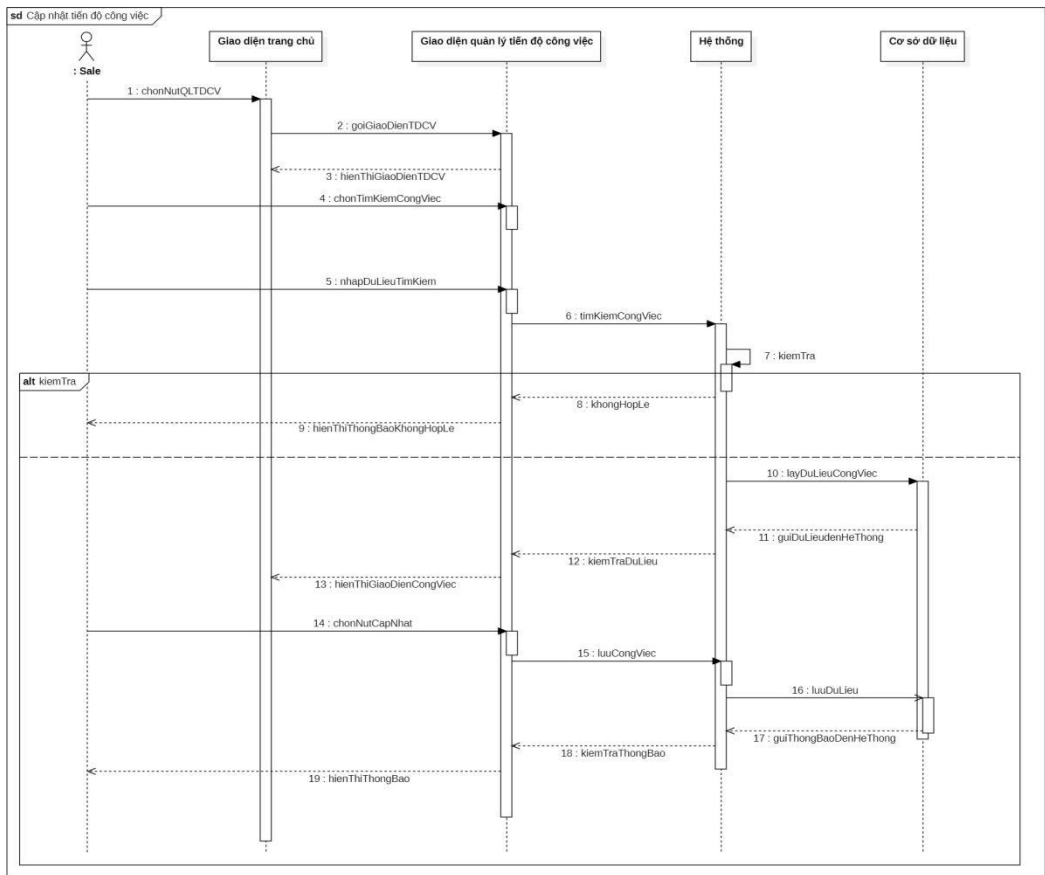 sd Cập nhật tiến độ công việc
Giao diện trang chủ
Giao diện quản lý tiến độ công việc
Hệ thống
Cơ sở dữ liệu
: Sale
1 : chonNutQLTDCV
2 : goiGiaoDienTDCV
3 : hienThiGiaoDienTDCV
4 : chonTimKiemCongViec
5 : nhapDuLieuTimKiem
6 : timKiemCongViec
7 : kiemTra
alt kiemTra
8 : khongHopLe
9 : hienThiThongBaoKhongHopLe
10 : layDuLieuCongViec
11 : guiDuLieudenHeThong
12 : kiemTraDuLieu
13 : hienThiGiaoDienCongViec
14 : chonNutCapNhat
15 : luuCongViec
16 : luuDuLieu
17 : guiThongBaoDenHeThong
18 : kiemTraThongBao
19 : hienThiThongBao